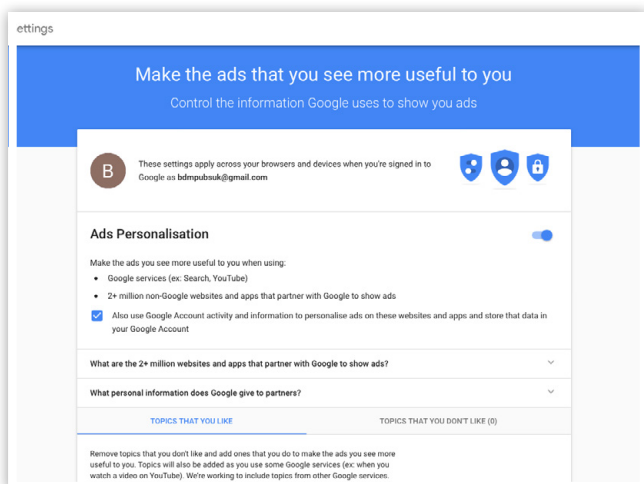 ettings
Make the ads that you see more useful to you
Control the information Google uses to show you ads
B
These settings apply across your browsers and devices when you're signed in to
Google as bdmpubsuk@gmail.com
Ads Personalisation
Make the ads you see more useful to you when using:
• Google services (ex: Search, YouTube)
• 2+ million non-Google websites and apps that partner with Google to show ads
Also use Google Account activity and information to personalise ads on these websites and apps and store that data in
your Google Account
What are the 2+ million websites and apps that partner with Google to show ads?
What personal information does Google give to partners?
TOPICS THAT YOU LIKE
TOPICS THAT YOU DON'T LIKE (0)
Remove topics that you don't like and add ones that you do to make the ads you see more
useful to you. Topics will also be added as you use some Google services (ex: when you
watch a video on YouTube). We're working to include topics from other Google services.